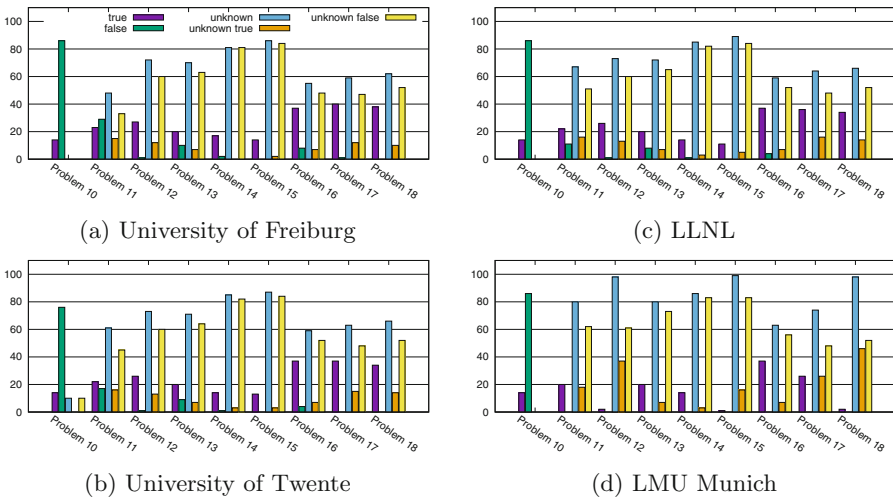 true
false
unknown
unknown true
unknown false
100
80
60
40
20
0
Problem 10
Problem 11
Problem 12
Problem 13
Problem 14
Problem 15
Problem 16
Problem 17
Problem 18
(a) University of Freiburg
100
80
60
40
20
0
Problem 10
Problem 11
Problem 12
Problem 13
Problem 14
Problem 15
Problem 16
Problem 17
Problem 18
(c) LLNL
100
80
60
40
20
0
Problem 10
Problem 11
Problem 12
Problem 13
Problem 14
Problem 15
Problem 16
Problem 17
Problem 18
(b) University of Twente
100
80
60
40
20
0
Problem 10
Problem 11
Problem 12
Problem 13
Problem 14
Problem 15
Problem 16
Problem 17
Problem 18
(d) LMU Munich